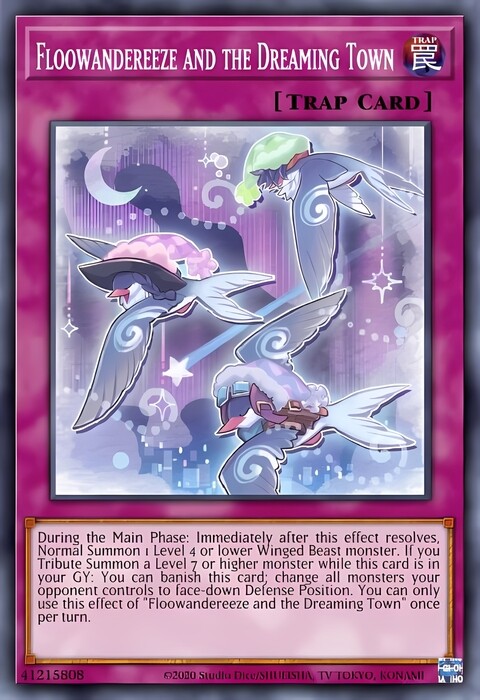 Floowandereeze and the Dreaming Town
TRAP
罠
[Trap Card]
During the Main Phase: Immediately after this effect resolves,
Normal Summon 1 Level 4 or lower Winged Beast monster. If you
Tribute Summon a Level 7 or higher monster while this card is in
your GY: You can banish this card; change all monsters your
opponent controls to face-down Defense Position. You can only
use this effect of "Floowandereeze and the Dreaming Town" once
per turn.
41215808
©2020 Studio Dice/SHUEISHA, TV TOKYO, KONAMI